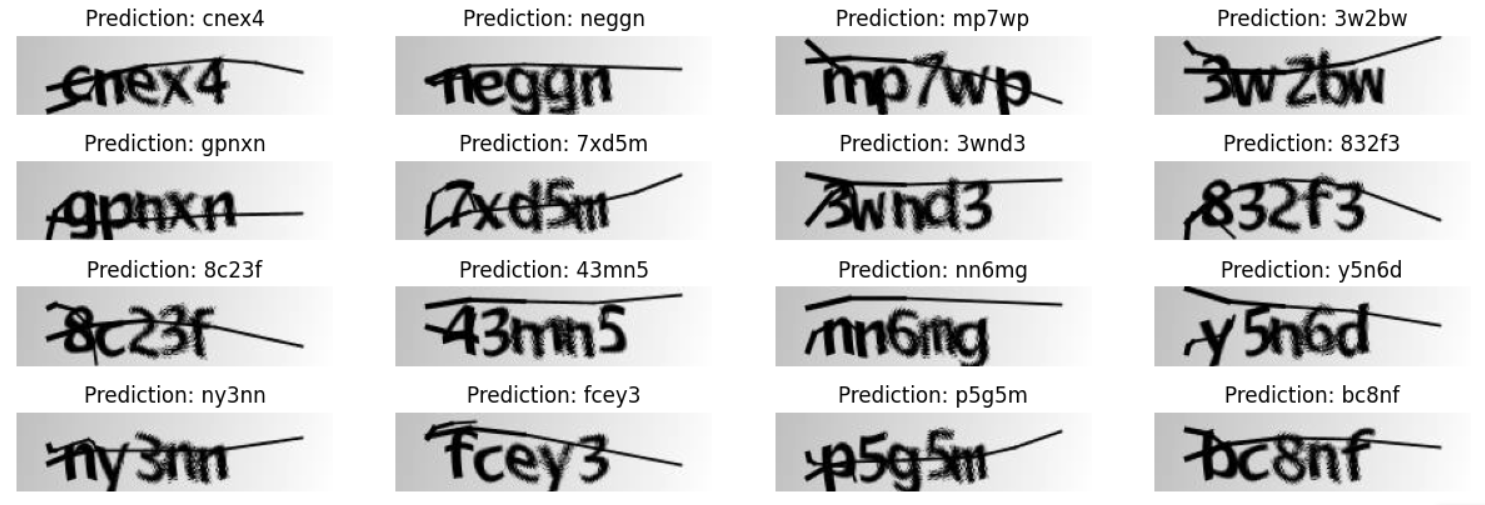 Prediction: cnex4 Prediction: neggn Prediction: mp7wp Prediction: 3w2bw
cnex4 neggn mp7wp 3w2bw
Prediction: gpnxn Prediction: 7xd5m Prediction: 3wnd3 Prediction: 832f3
gpnxn 7xd5m 3wnd3 832f3
Prediction: 8c23f Prediction: 43mn5 Prediction: nn6mg Prediction: y5n6d
8c23f 43mn5 nn6mg y5n6d
Prediction: ny3nn Prediction: fcey3 Prediction: p5g5m Prediction: bc8nf
ny3nn fcey3 p5g5m bc8nf